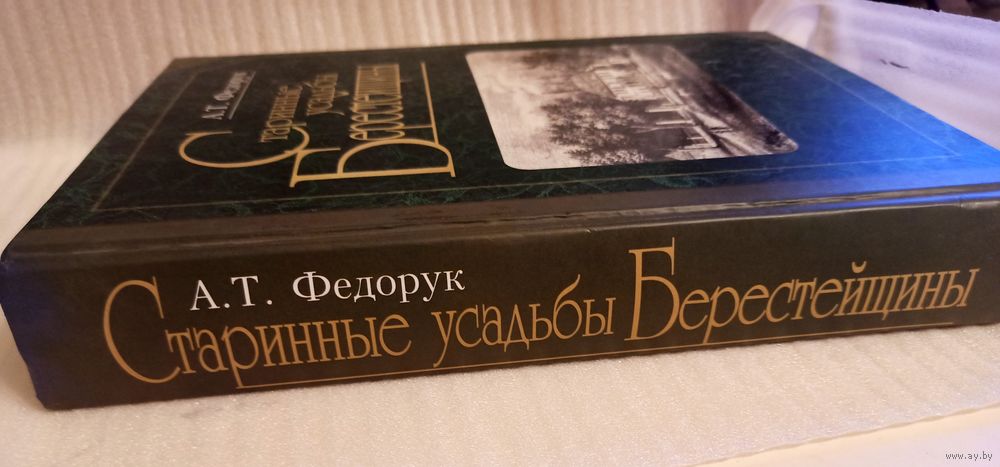 А.Т. Федорук
Старинные
усадьбы
Берестейщины
А.Т. Федорук
Старинные усадьбы Берестейщины
www.ay.by